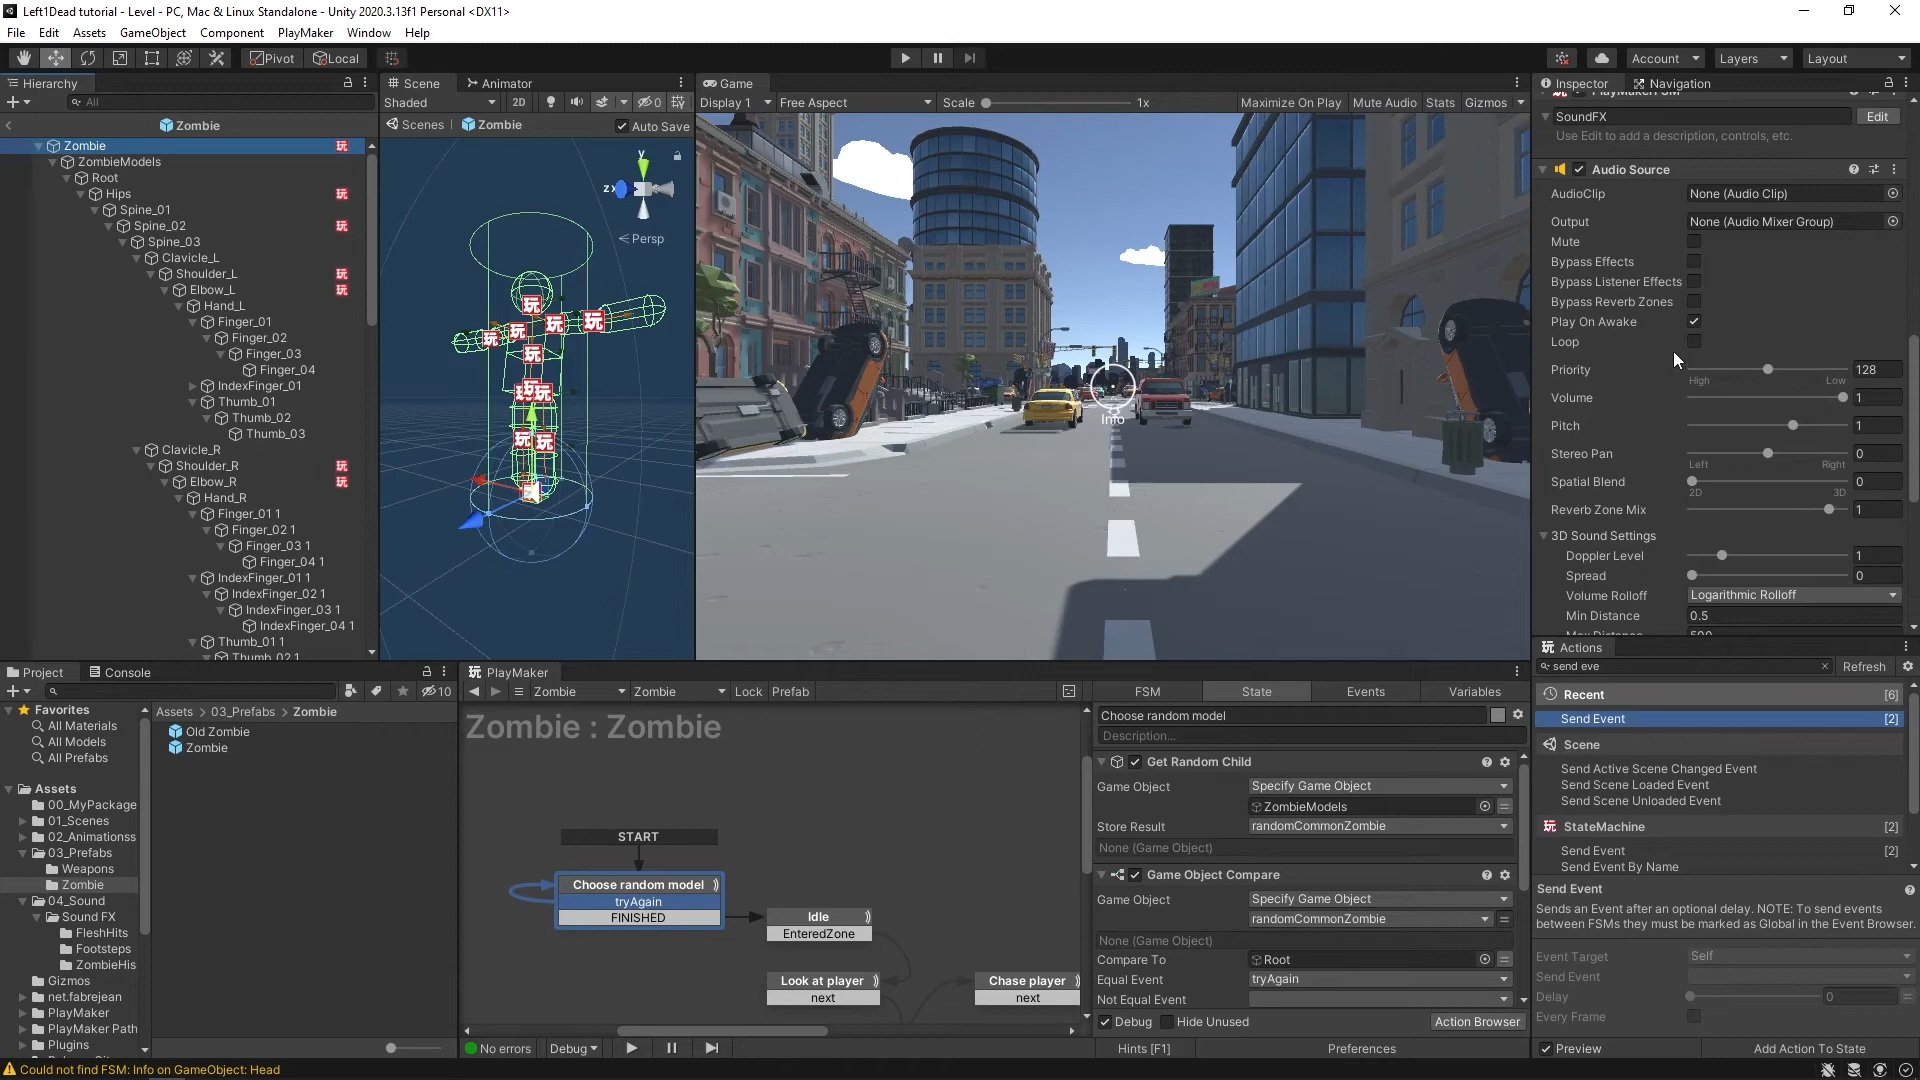 Left1Dead tutorial - Level - PC, Mac & Linux Standalone - Unity 2020.3.13f1 Personal <DX11>
File Edit Assets GameObject Component PlayMaker Window Help
Pivot Local Account Layers Layout
Hierarchy
All
Zombie
Zombie
ZombieModels
Root
Hips
Spine_01
Spine_02
Spine_03
Clavicle_L
Shoulder_L
Elbow_L
Hand_L
Finger_01
Finger_02
Finger_03
Finger_04
IndexFinger_01
Thumb_01
Thumb_02
Thumb_03
Clavicle_R
Shoulder_R
Elbow_R
Hand_R
Finger_01 1
Finger_02 1
Finger_03 1
Finger_04 1
IndexFinger_01 1
IndexFinger_02 1
IndexFinger_03 1
IndexFinger_04 1
Thumb_01 1
Thumb_02 1
Scene Animator
Shaded 2D 0
Scenes Zombie Auto Save
y
z
Persp
Game
Display 1 Free Aspect Scale 1x Maximize On Play Mute Audio Stats Gizmos
Info
Inspector Navigation
SoundFX Edit
Use Edit to add a description, controls, etc.
Audio Source
AudioClip None (Audio Clip)
Output None (Audio Mixer Group)
Mute
Bypass Effects
Bypass Listener Effects
Bypass Reverb Zones
Play On Awake
Loop
Priority 128
High Low
Volume 1
Pitch 1
Stereo Pan 0
Left Right
Spatial Blend 0
2D 3D
Reverb Zone Mix 1
3D Sound Settings
Doppler Level 1
Spread 0
Volume Rolloff Logarithmic Rolloff
Min Distance 0.5
Max Distance 500
Project Console
10
Favorites
All Materials
All Models
All Prefabs
Assets
00_MyPackage
01_Scenes
02_Animationss
03_Prefabs
Weapons
Zombie
04_Sound
Sound FX
FleshHits
Footsteps
ZombieHis
Gizmos
net.fabrejean
PlayMaker
PlayMaker Path
Plugins
Assets > 03_Prefabs > Zombie
Old Zombie
Zombie
PlayMaker
Zombie Zombie Lock Prefab
Zombie : Zombie
START
Choose random model
tryAgain
FINISHED
Idle
EnteredZone
Look at player
next
Chase player
next
No errors Debug
FSM State Events Variables
Choose random model
Description...
Get Random Child
Game Object Specify Game Object
ZombieModels
Store Result randomCommonZombie
None (Game Object)
Game Object Compare
Game Object Specify Game Object
randomCommonZombie
None (Game Object)
Compare To Root
Equal Event tryAgain
Not Equal Event
Debug Hide Unused Action Browser
Hints [F1] Preferences
Actions
send eve Refresh
Recent [6]
Send Event [2]
Scene
Send Active Scene Changed Event
Send Scene Loaded Event
Send Scene Unloaded Event
StateMachine [2]
Send Event [2]
Send Event By Name
Send Event
Sends an Event after an optional delay. NOTE: To send events
between FSMs they must be marked as Global in the Event Browser.
Event Target Self
Send Event
Delay 0
Every Frame
Preview Add Action To State
Could not find FSM: Info on GameObject: Head